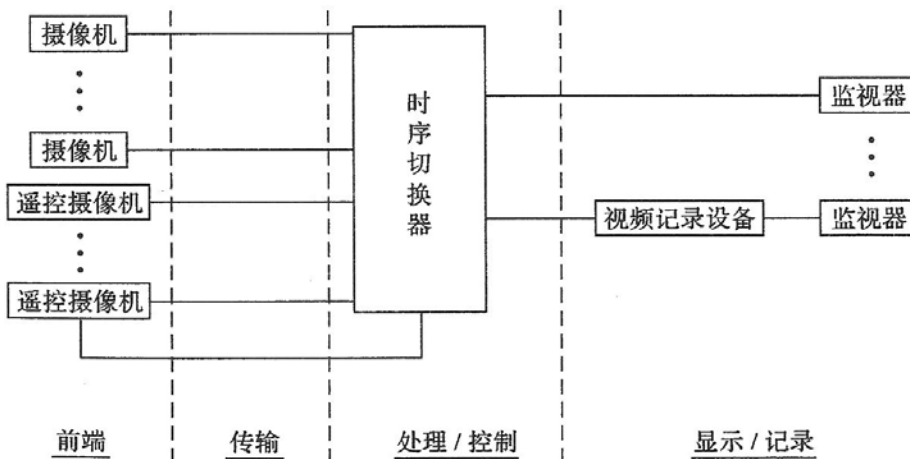 摄像机
摄像机
遥控摄像机
遥控摄像机
时序切换器
监视器
视频记录设备
监视器
前端
传输
处理/控制
显示/记录